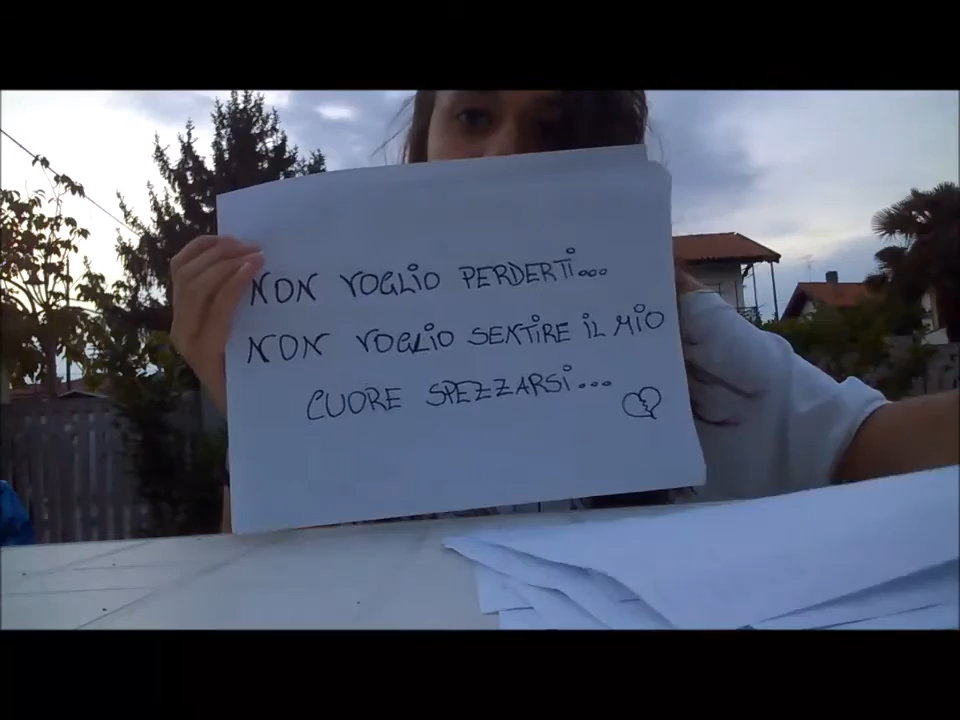 NON VOGLIO PERDERTI...
NON VOGLIO SENTIRE IL MIO
CUORE SPEZZARSI...